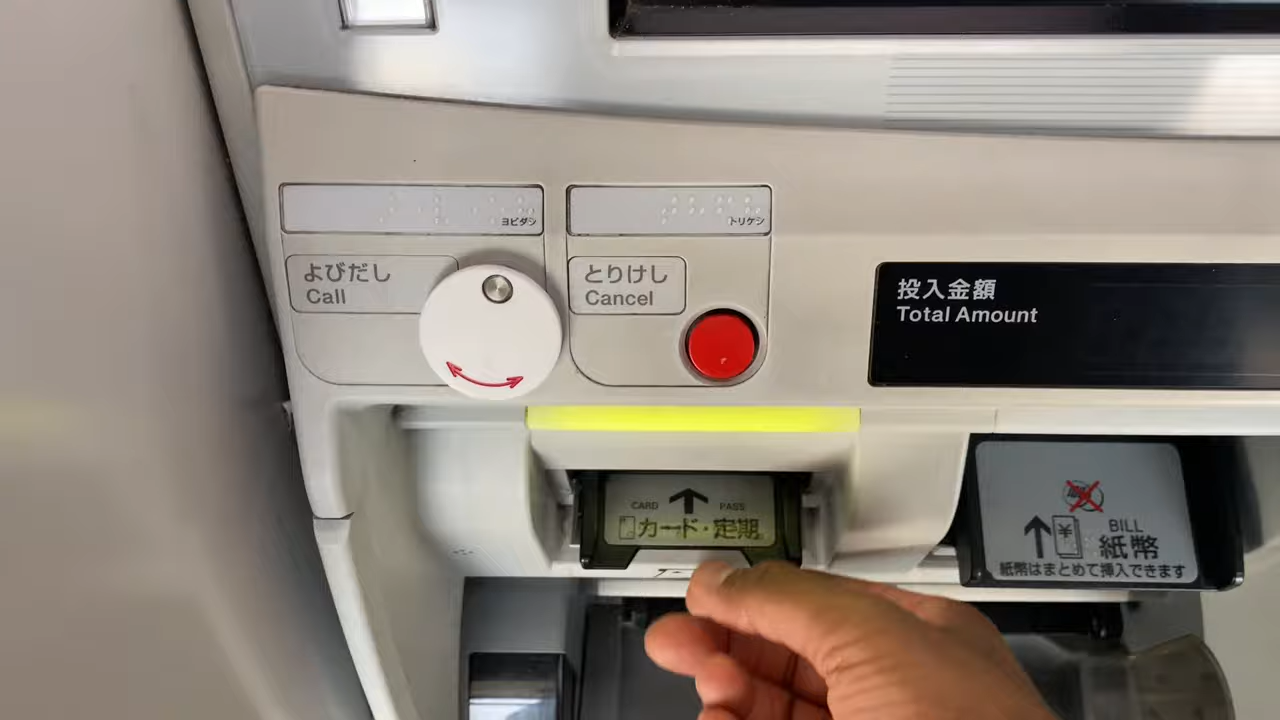 ヨビダシ
トリケシ
よびだし
Call
とりけし
Cancel
投入金額
Total Amount
CARD
PASS
カード・定期
BILL
¥
紙幣
紙幣はまとめて挿入できます